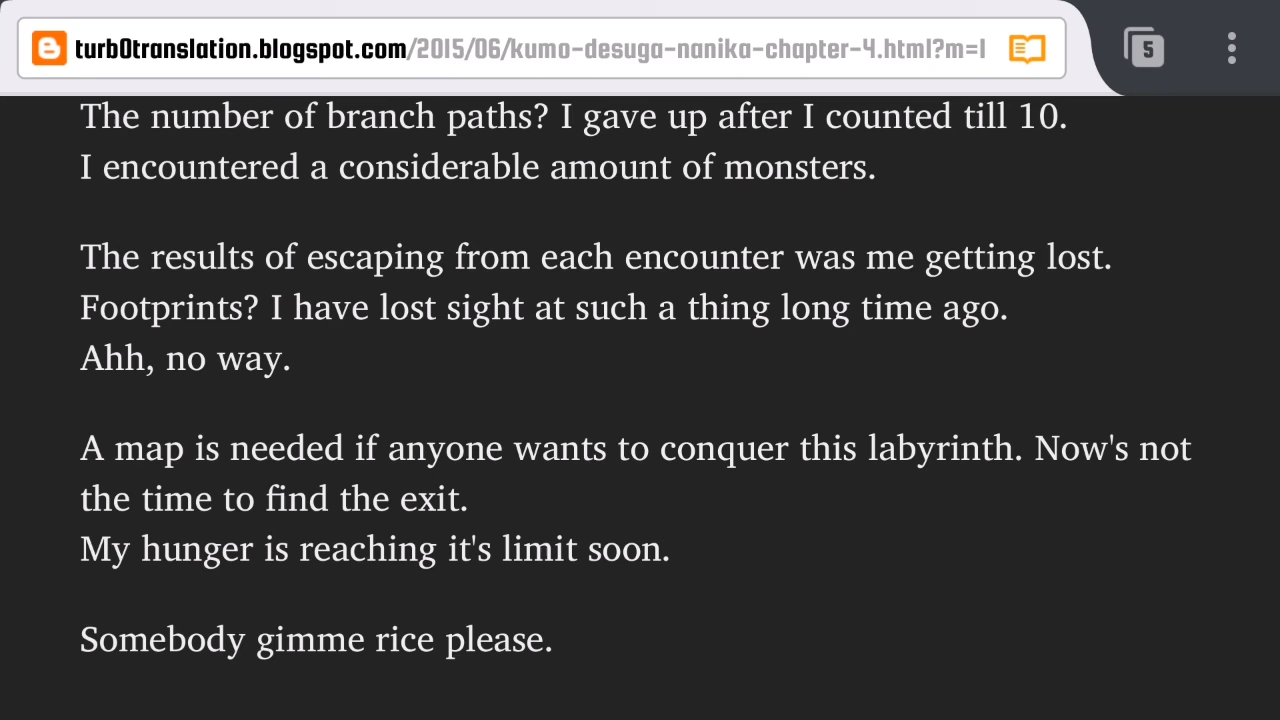 turb0translation.blogspot.com/2015/06/kumo-desuga-nanika-chapter-4.html?m=1
5
The number of branch paths? I gave up after I counted till 10.
I encountered a considerable amount of monsters.
The results of escaping from each encounter was me getting lost.
Footprints? I have lost sight at such a thing long time ago.
Ahh, no way.
A map is needed if anyone wants to conquer this labyrinth. Now's not
the time to find the exit.
My hunger is reaching it's limit soon.
Somebody gimme rice please.